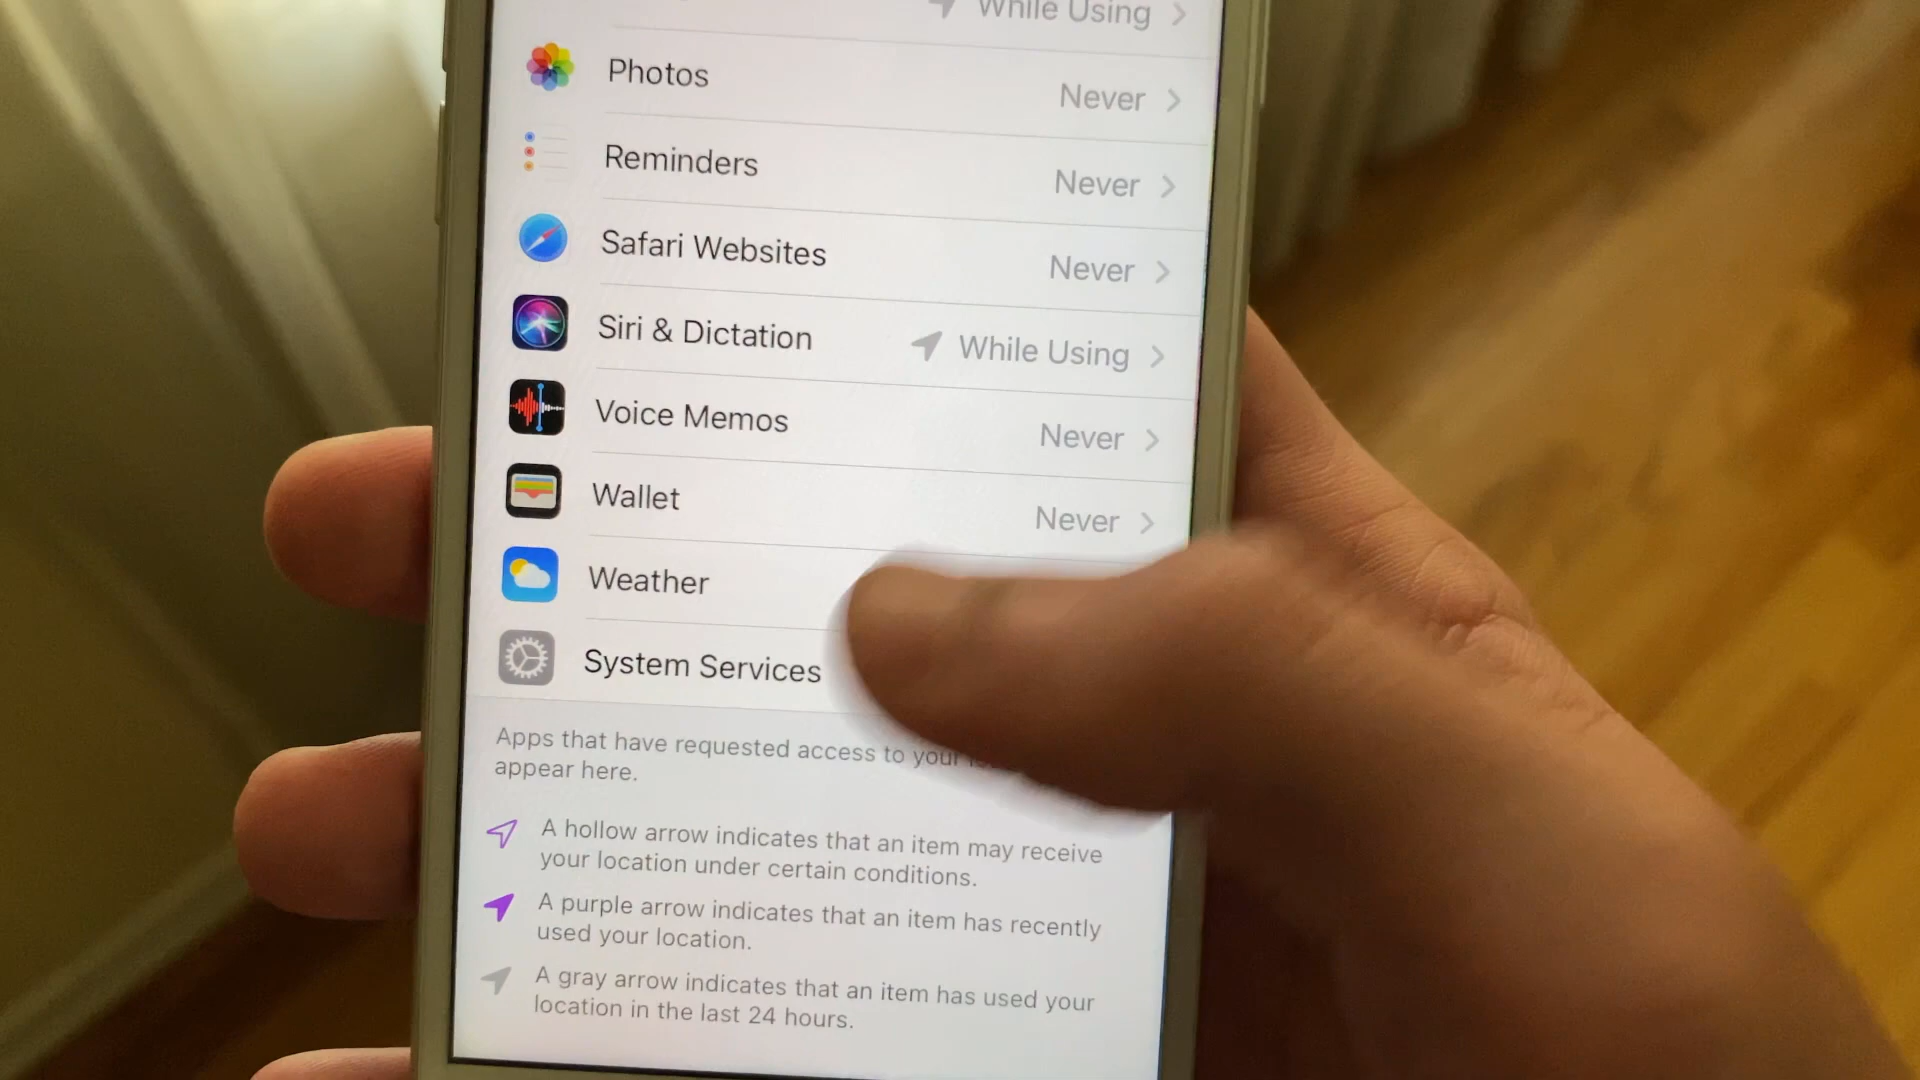 While Using
Photos
Never
Reminders
Never
Safari Websites
Never
Siri & Dictation
While Using
Voice Memos
Never
Wallet
Never
Weather
System Services
Apps that have requested access to your
appear here.
A hollow arrow indicates that an item may receive
your location under certain conditions.
A purple arrow indicates that an item has recently
used your location.
A gray arrow indicates that an item has used your
location in the last 24 hours.